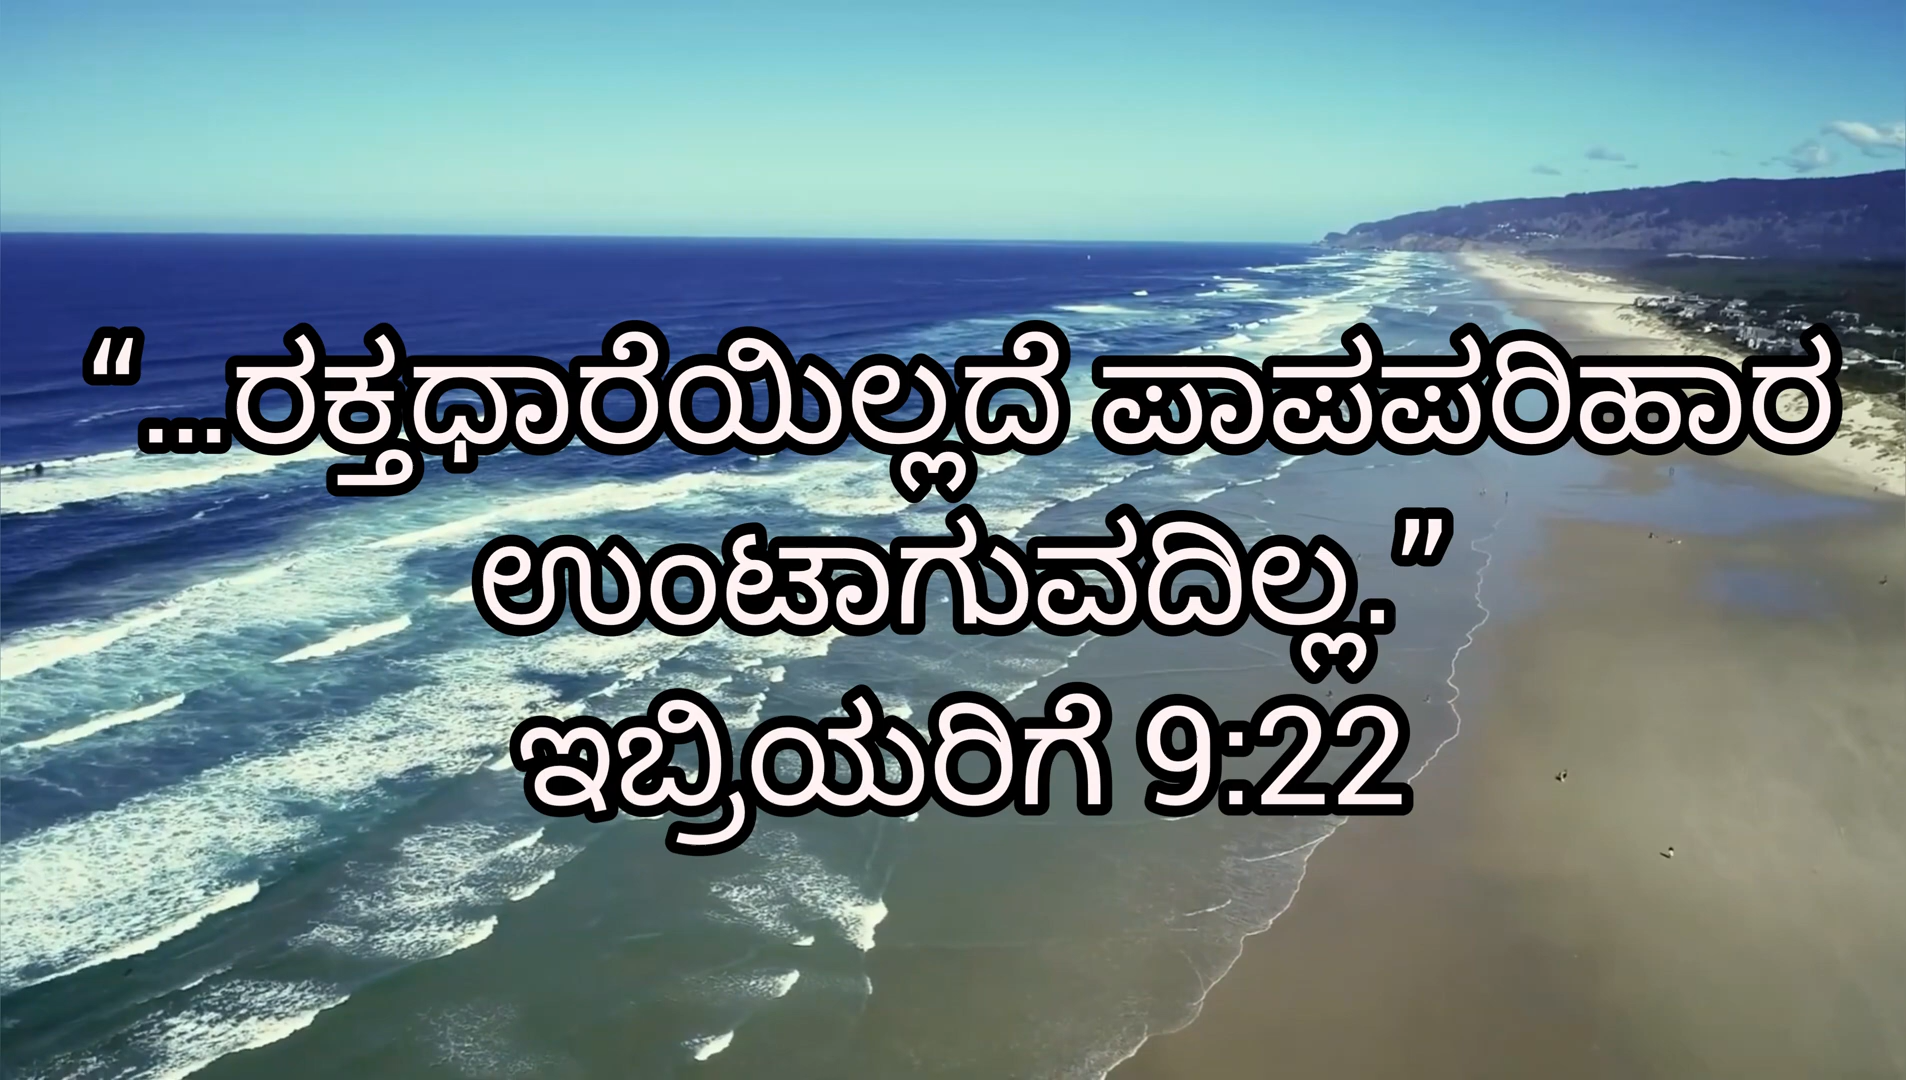 “...ರಕ್ತಧಾರೆಯಿಲ್ಲದೆ ಪಾಪಪರಿಹಾರ
ಉಂಟಾಗುವದಿಲ್ಲ.”
ಇಬ್ರಿಯರಿಗೆ 9:22